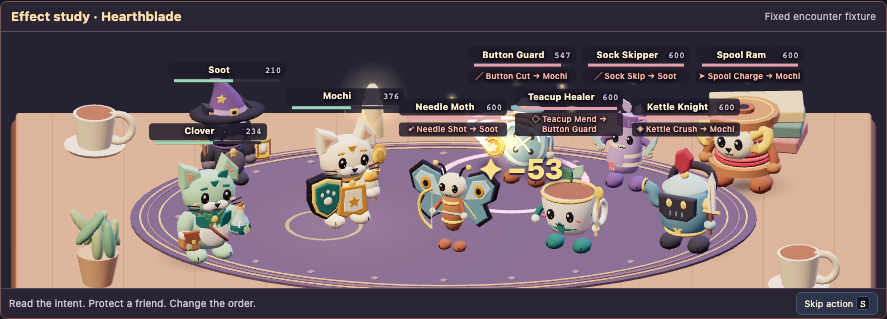 Effect study · Hearthblade
Fixed encounter fixture
Button Guard 547
Button Cut → Mochi
Sock Skipper 600
Sock Skip → Soot
Spool Ram 600
Spool Charge → Mochi
Soot 210
Mochi 376
Needle Moth 600
Needle Shot → Soot
Teacup Healer 600
Teacup Mend →
Button Guard
Kettle Knight 600
Kettle Crush → Mochi
Clover 234
-53
Read the intent. Protect a friend. Change the order.
Skip action S